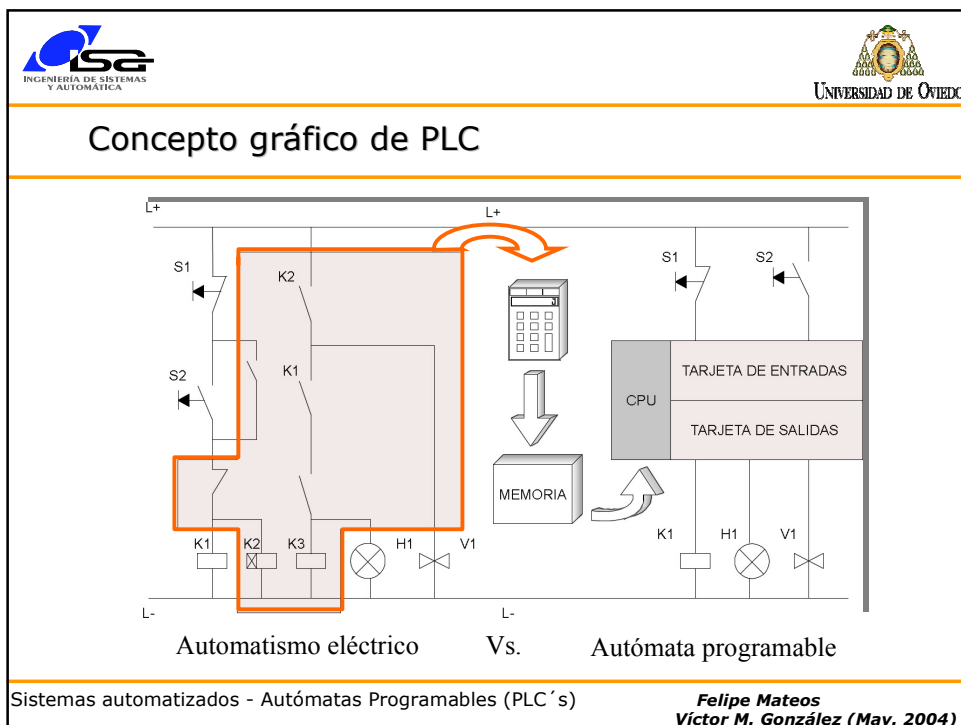 isa
INGENIERÍA DE SISTEMAS
Y AUTOMÁTICA
UNIVERSIDAD DE OVIEDO
Concepto gráfico de PLC
L+
L+
S1
K2
S2
K1
K1
K2
K3
H1
V1
L-
MEMORIA
S1
S2
CPU
TARJETA DE ENTRADAS
TARJETA DE SALIDAS
K1
H1
V1
L-
Automatismo eléctrico
Vs.
Autómata programable
Sistemas automatizados - Autómatas Programables (PLC´s)
Felipe Mateos
Víctor M. González (May. 2004)